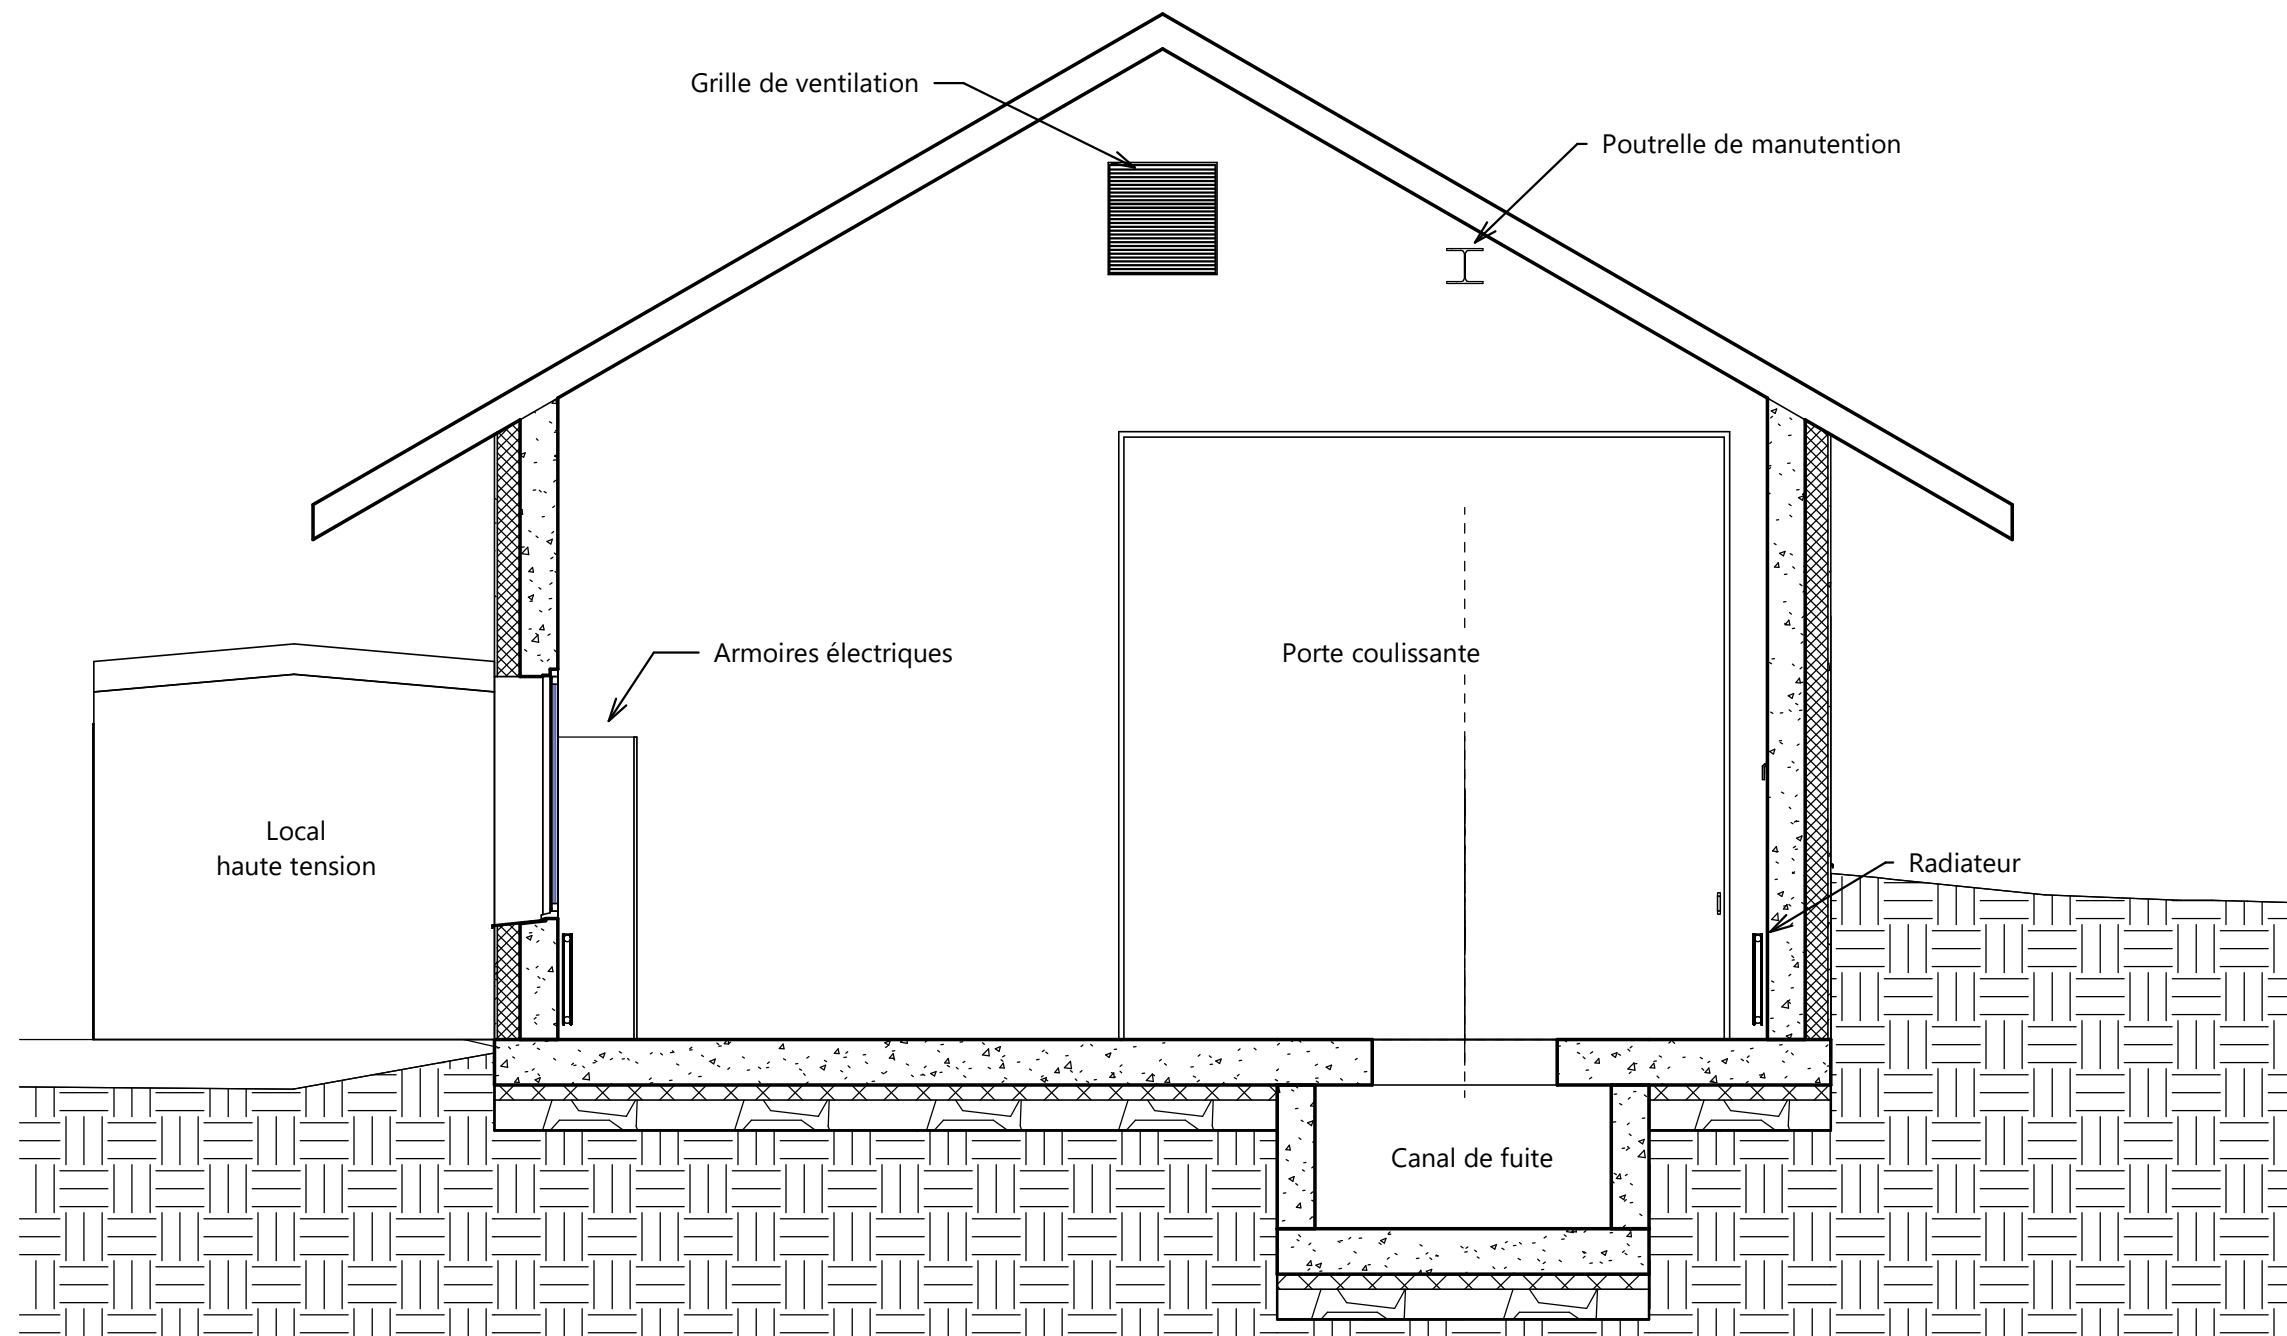 Grille de ventilation
Poutrelle de manutention
Armoires électriques
Porte coulissante
Local
haute tension
Radiateur
Canal de fuite